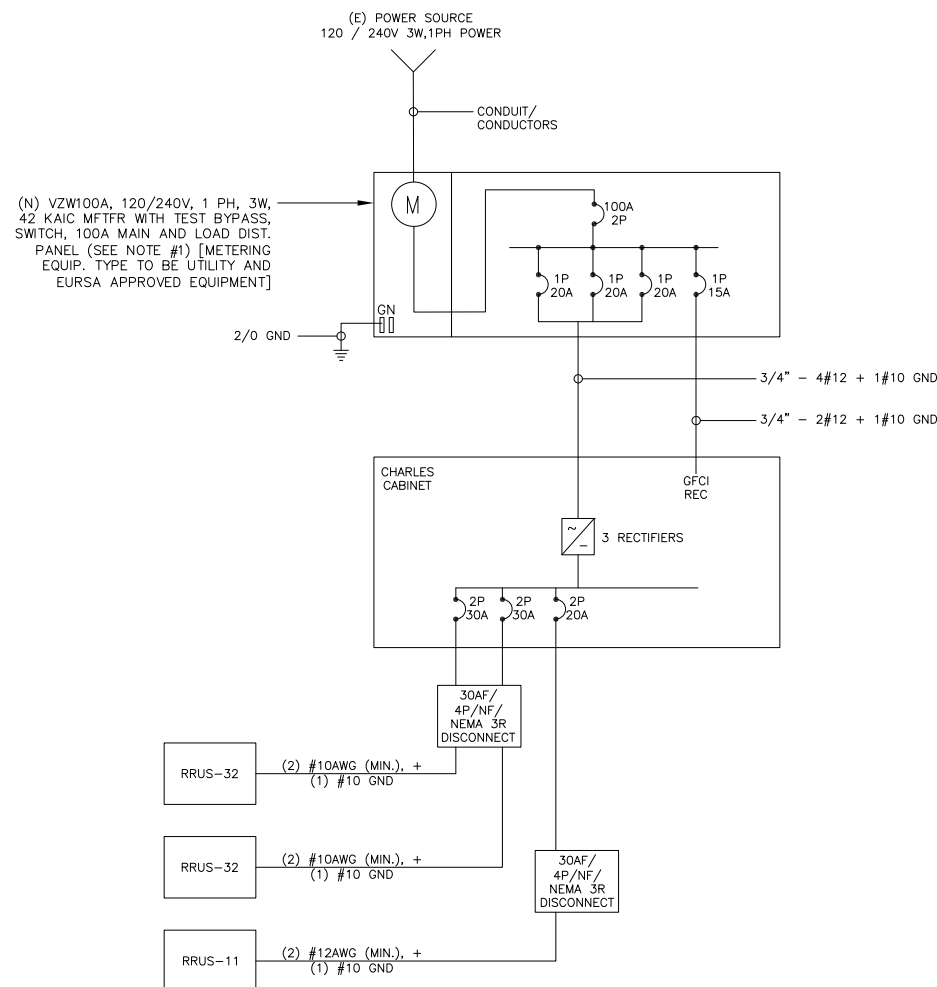 (E) POWER SOURCE
120 / 240V 3W,1PH POWER
CONDUIT/
CONDUCTORS
(N) VZW100A, 120/240V, 1 PH, 3W,
42 KAIC MFTFR WITH TEST BYPASS,
SWITCH, 100A MAIN AND LOAD DIST.
PANEL (SEE NOTE #1) [METERING
EQUIP. TYPE TO BE UTILITY AND
EURSA APPROVED EQUIPMENT]
M
100A
2P
1P
20A
1P
20A
1P
20A
1P
15A
GN
2/0 GND
3/4" - 4#12 + 1#10 GND
3/4" - 2#12 + 1#10 GND
CHARLES
CABINET
GFCI
REC
~
–
3 RECTIFIERS
2P
30A
2P
30A
2P
20A
30AF/
4P/NF/
NEMA 3R
DISCONNECT
RRUS-32
(2) #10AWG (MIN.), +
(1) #10 GND
RRUS-32
(2) #10AWG (MIN.), +
(1) #10 GND
30AF/
4P/NF/
NEMA 3R
DISCONNECT
RRUS-11
(2) #12AWG (MIN.), +
(1) #10 GND